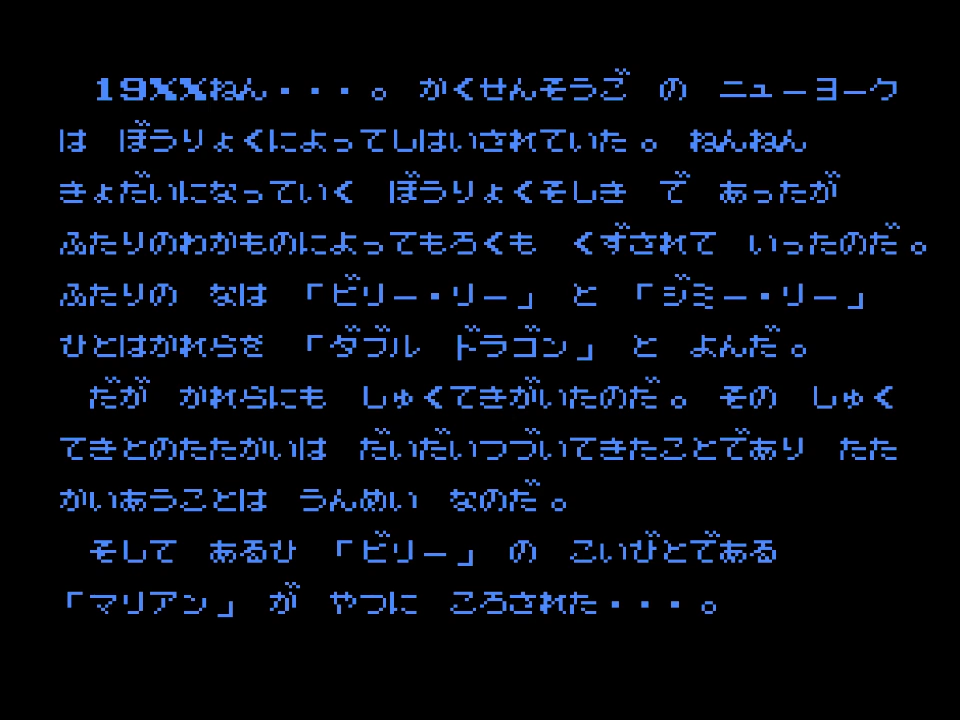 19XXねん・・・。 かくせんそうご の ニューヨーク
は ぼうりょくによってしはいされていた。 ねんねん
きょだいになっていく ぼうりょくそしき で あったが
ふたりのわかものによってもろくも くずされて いったのだ。
ふたりの なは 「ビリー・リー」 と 「ジミー・リー」
ひとはかれらを 「ダブル ドラゴン」 と よんだ。
だが かれらにも しゅくてきがいたのだ。 その しゅく
てきとのたたかいは だいだいつづいてきたことであり たた
かいあうことは うんめい なのだ。
そして あるひ 「ビリー」 の こいびとである
「マリアン」 が やつに ころされた・・・。